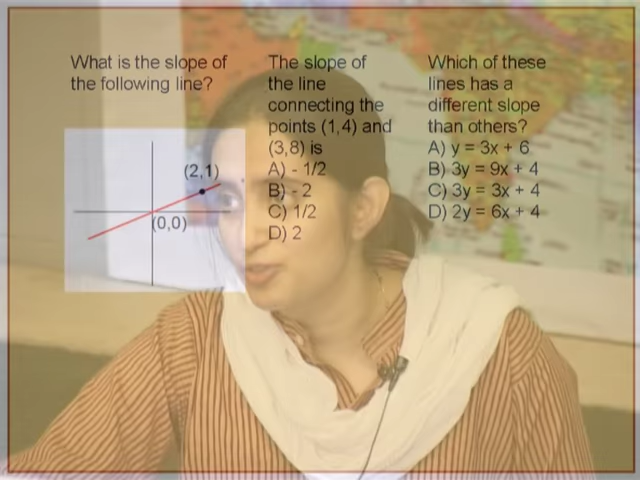 What is the slope of
the following line?
(2,1)
(0,0)
The slope of
the line
connecting the
points (1,4) and
(3,8) is
A) - 1/2
B) - 2
C) 1/2
D) 2
Which of these
lines has a
different slope
than others?
A) y = 3x + 6
B) 3y = 9x + 4
C) 3y = 3x + 4
D) 2y = 6x + 4